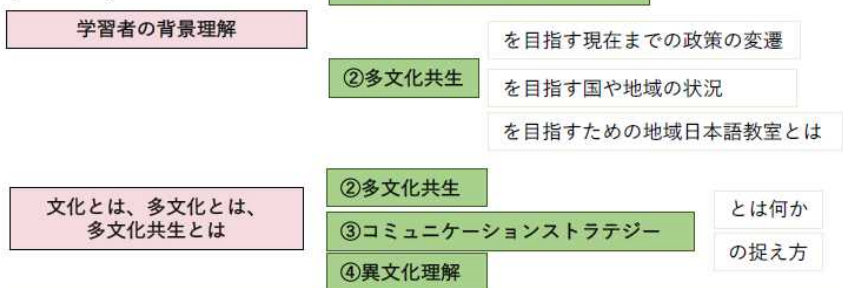 学習者の背景理解
を目指す現在までの政策の変遷
②多文化共生
を目指す国や地域の状況
を目指すための地域日本語教室とは
文化とは、多文化とは、
多文化共生とは
②多文化共生
③コミュニケーションストラテジー
④異文化理解
とは何か
の捉え方